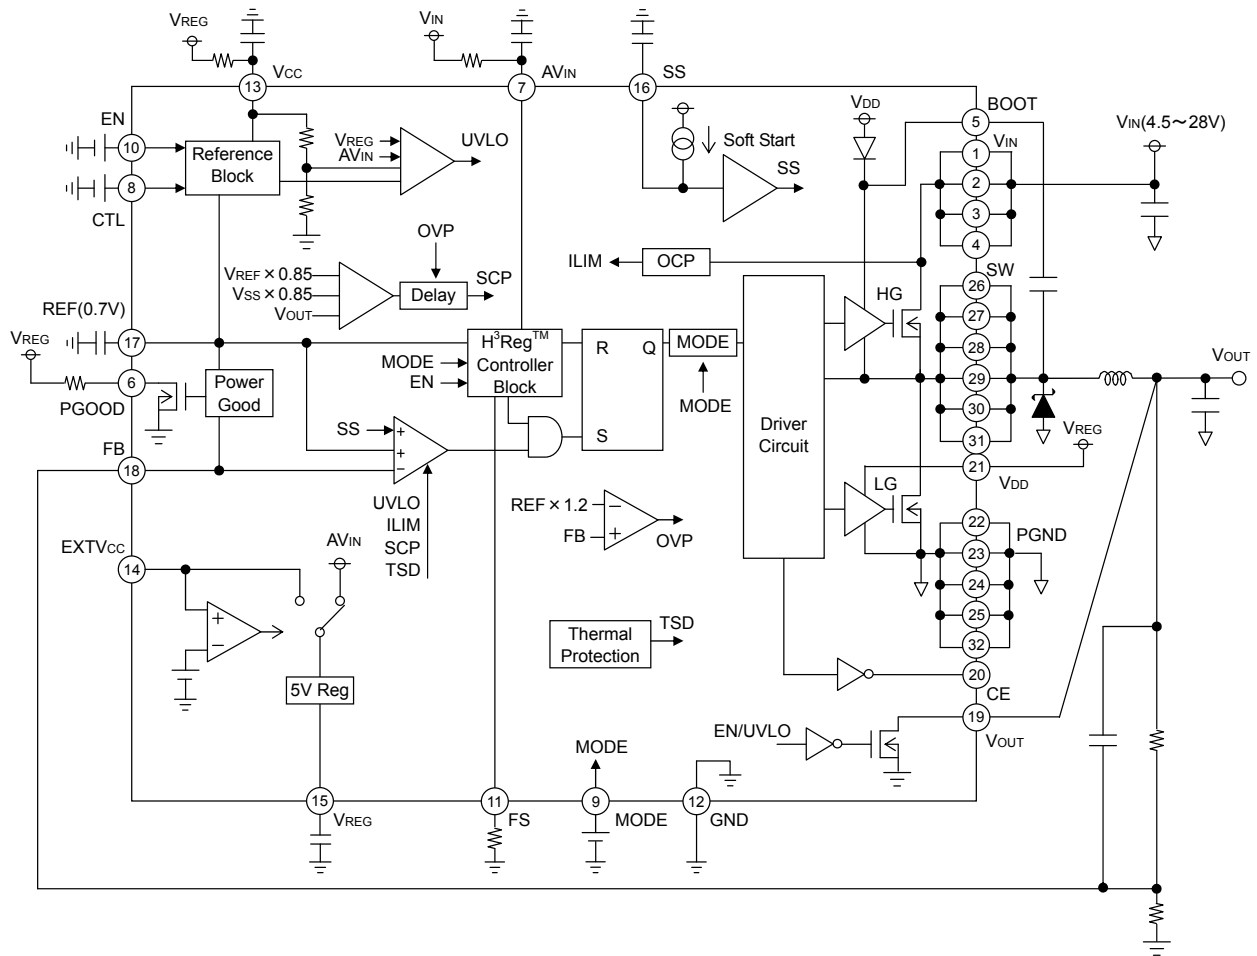 VREG
VIN
VCC
AVIN
SS
13
7
16
EN
10
Reference
Block
VREG
AVIN
UVLO
8
CTL
Soft Start
SS
VDD
BOOT
5
VIN
1
2
3
4
VIN(4.5～28V)
OVP
VREF × 0.85
VSS × 0.85
VOUT
Delay
SCP
ILIM
OCP
SW
26
27
28
29
30
31
HG
REF(0.7V)
17
VREG
6
PGOOD
Power
Good
H³Reg™
Controller
Block
MODE
EN
R
Q
S
MODE
MODE
Driver
Circuit
VOUT
VREG
21
VDD
FB
18
SS
+
+
−
UVLO
ILIM
SCP
TSD
REF × 1.2
FB
−
+
OVP
LG
22
23
24
25
32
PGND
EXTVCC
14
AVIN
+
−
5V Reg
Thermal
Protection
TSD
20
CE
19
VOUT
EN/UVLO
MODE
15
VREG
11
FS
9
MODE
12
GND